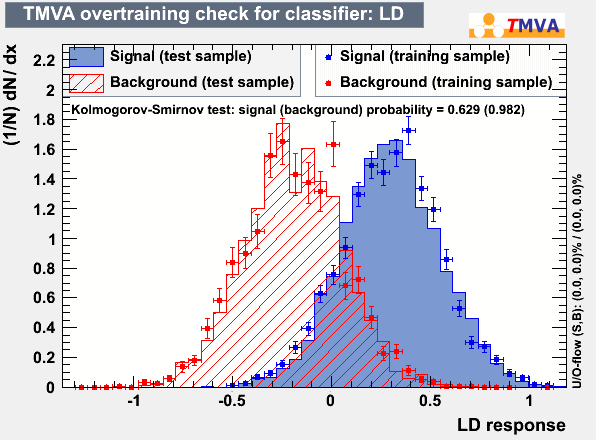 TMVA overtraining check for classifier: LD
TMVA
(1/N) dN / dx
Signal (test sample)
Background (test sample)
Signal (training sample)
Background (training sample)
Kolmogorov-Smirnov test: signal (background) probability = 0.629 (0.982)
2.2
2
1.8
1.6
1.4
1.2
1
0.8
0.6
0.4
0.2
0
-1
-0.5
0
0.5
1
LD response
U/O-flow (S,B): (0.0, 0.0)% / (0.0, 0.0)%